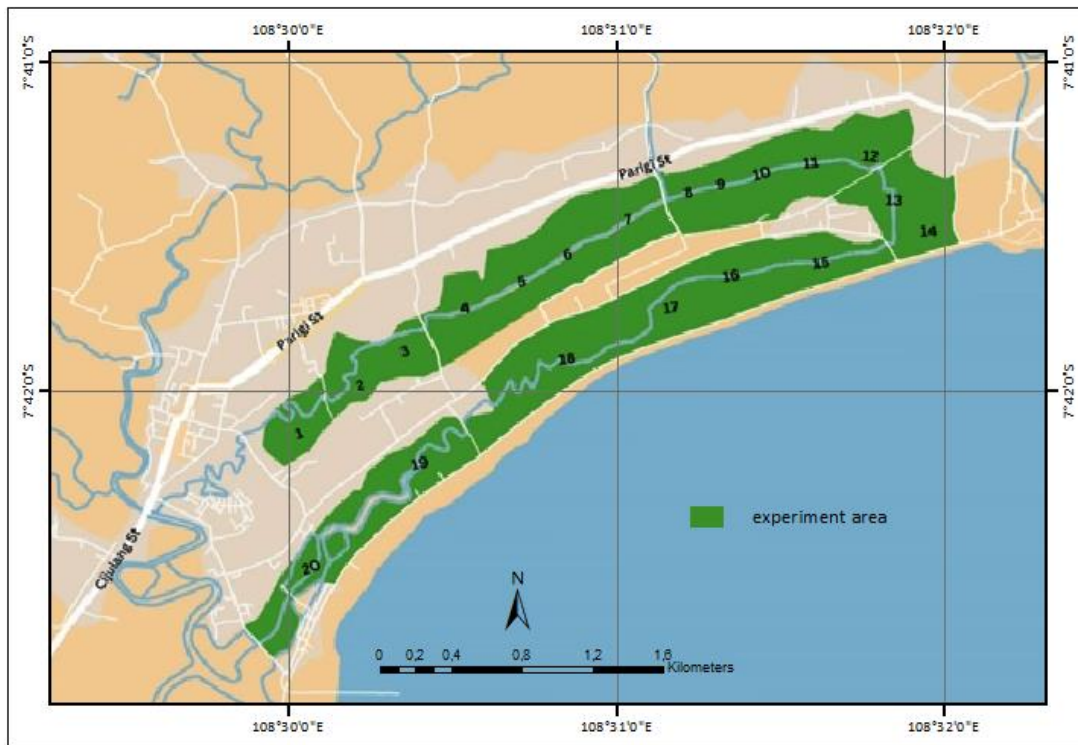 108°30'0"E 108°31'0"E 108°32'0"E
7°41'0"S 7°41'0"S
Parigi St
12
11
10
9
8
13
7
14
6
15
5
16
4
17
Parigi St
3
18
2
7°42'0"S 7°42'0"S
1
19
experiment area
Cijulang St
20
N
0 0,2 0,4 0,8 1,2 1,6
Kilometers
108°30'0"E 108°31'0"E 108°32'0"E